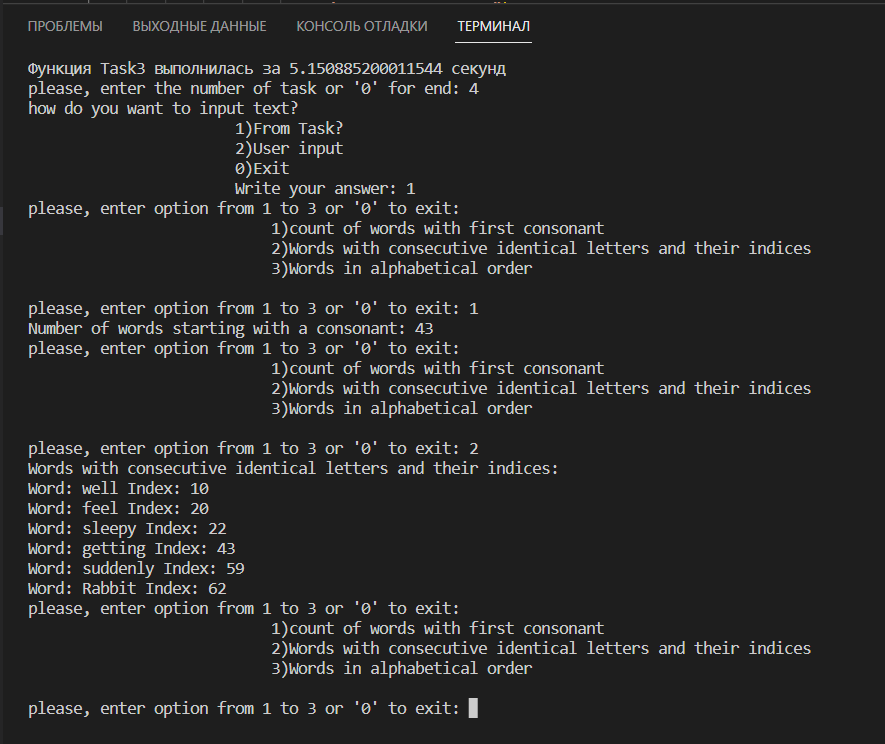 ПРОБЛЕМЫ ВЫХОДНЫЕ ДАННЫЕ КОНСОЛЬ ОТЛАДКИ ТЕРМИНАЛ
Функция Task3 выполнилась за 5.150885200011544 секунд
please, enter the number of task or '0' for end: 4
how do you want to input text?
1)From Task?
2)User input
0)Exit
Write your answer: 1
please, enter option from 1 to 3 or '0' to exit:
1)count of words with first consonant
2)Words with consecutive identical letters and their indices
3)Words in alphabetical order
please, enter option from 1 to 3 or '0' to exit: 1
Number of words starting with a consonant: 43
please, enter option from 1 to 3 or '0' to exit:
1)count of words with first consonant
2)Words with consecutive identical letters and their indices
3)Words in alphabetical order
please, enter option from 1 to 3 or '0' to exit: 2
Words with consecutive identical letters and their indices:
Word: well Index: 10
Word: feel Index: 20
Word: sleepy Index: 22
Word: getting Index: 43
Word: suddenly Index: 59
Word: Rabbit Index: 62
please, enter option from 1 to 3 or '0' to exit:
1)count of words with first consonant
2)Words with consecutive identical letters and their indices
3)Words in alphabetical order
please, enter option from 1 to 3 or '0' to exit: